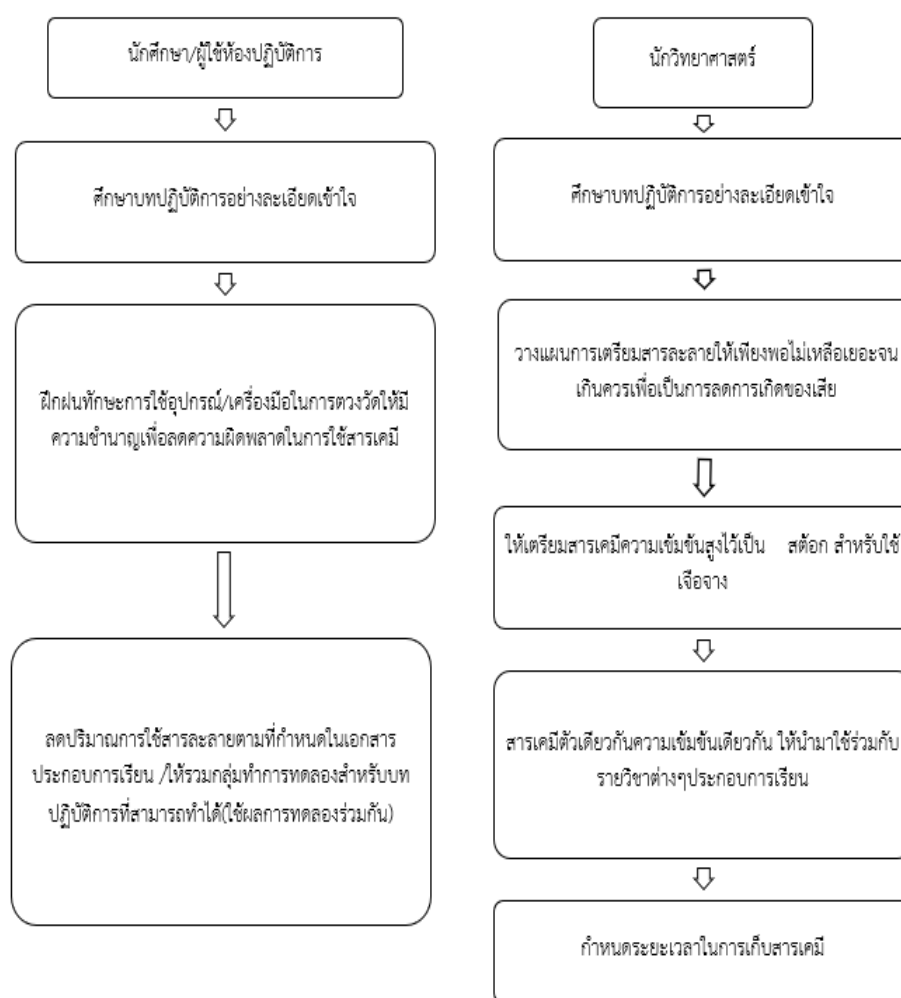 นักศึกษา/ผู้ใช้ห้องปฏิบัติการ
ศึกษาบทปฏิบัติการอย่างละเอียดเข้าใจ
ฝึกฝนทักษะการใช้อุปกรณ์/เครื่องมือในการตวงวัดให้มี
ความชำนาญเพื่อลดความผิดพลาดในการใช้สารเคมี
ลดปริมาณการใช้สารละลายตามที่กำหนดในเอกสาร
ประกอบการเรียน /ให้รวมกลุ่มทำการทดลองสำหรับบท
ปฏิบัติการที่สามารถทำได้(ใช้ผลการทดลองร่วมกัน)
นักวิทยาศาสตร์
ศึกษาบทปฏิบัติการอย่างละเอียดเข้าใจ
วางแผนการเตรียมสารละลายให้เพียงพอไม่เหลือเยอะจน
เกินควรเพื่อเป็นการลดการเกิดของเสีย
ให้เตรียมสารเคมีความเข้มข้นสูงไว้เป็น สต้อก สำหรับใช้
เจือจาง
สารเคมีตัวเดียวกันความเข้มข้นเดียวกัน ให้นำมาใช้ร่วมกับ
รายวิชาต่างๆประกอบการเรียน
กำหนดระยะเวลาในการเก็บสารเคมี